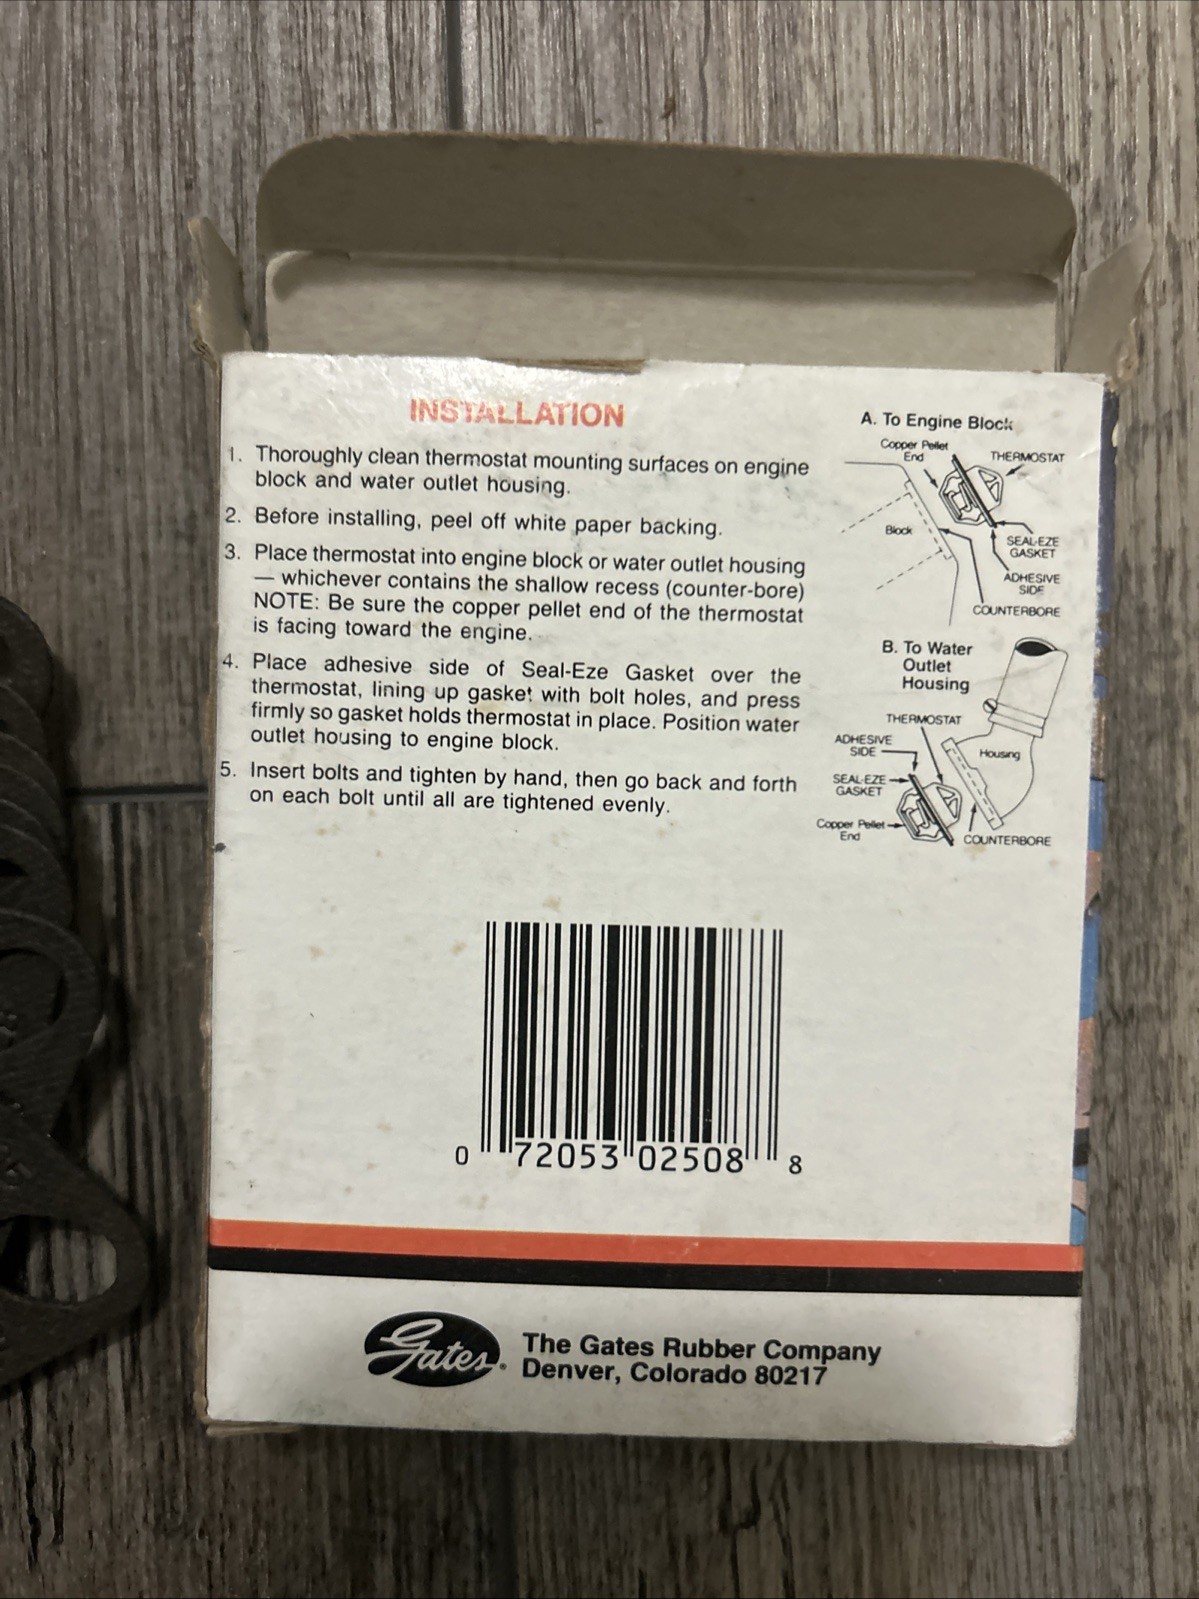 INSTALLATION
1. Thoroughly clean thermostat mounting surfaces on engine
block and water outlet housing.
2. Before installing, peel off white paper backing.
3. Place thermostat into engine block or water outlet housing
— whichever contains the shallow recess (counter-bore)
NOTE: Be sure the copper pellet end of the thermostat
is facing toward the engine.
4. Place adhesive side of Seal-Eze Gasket over the
thermostat, lining up gasket with bolt holes, and press
firmly so gasket holds thermostat in place. Position water
outlet housing to engine block.
5. Insert bolts and tighten by hand, then go back and forth
on each bolt until all are tightened evenly.
A. To Engine Block
Copper Pellet
End
THERMOSTAT
Block
SEAL-EZE
GASKET
ADHESIVE
SIDE
COUNTERBORE
B. To Water
Outlet
Housing
THERMOSTAT
ADHESIVE
SIDE
Housing
SEAL-EZE
GASKET
Copper Pellet
End
COUNTERBORE
0 72053 02508 8
Gates®
The Gates Rubber Company
Denver, Colorado 80217